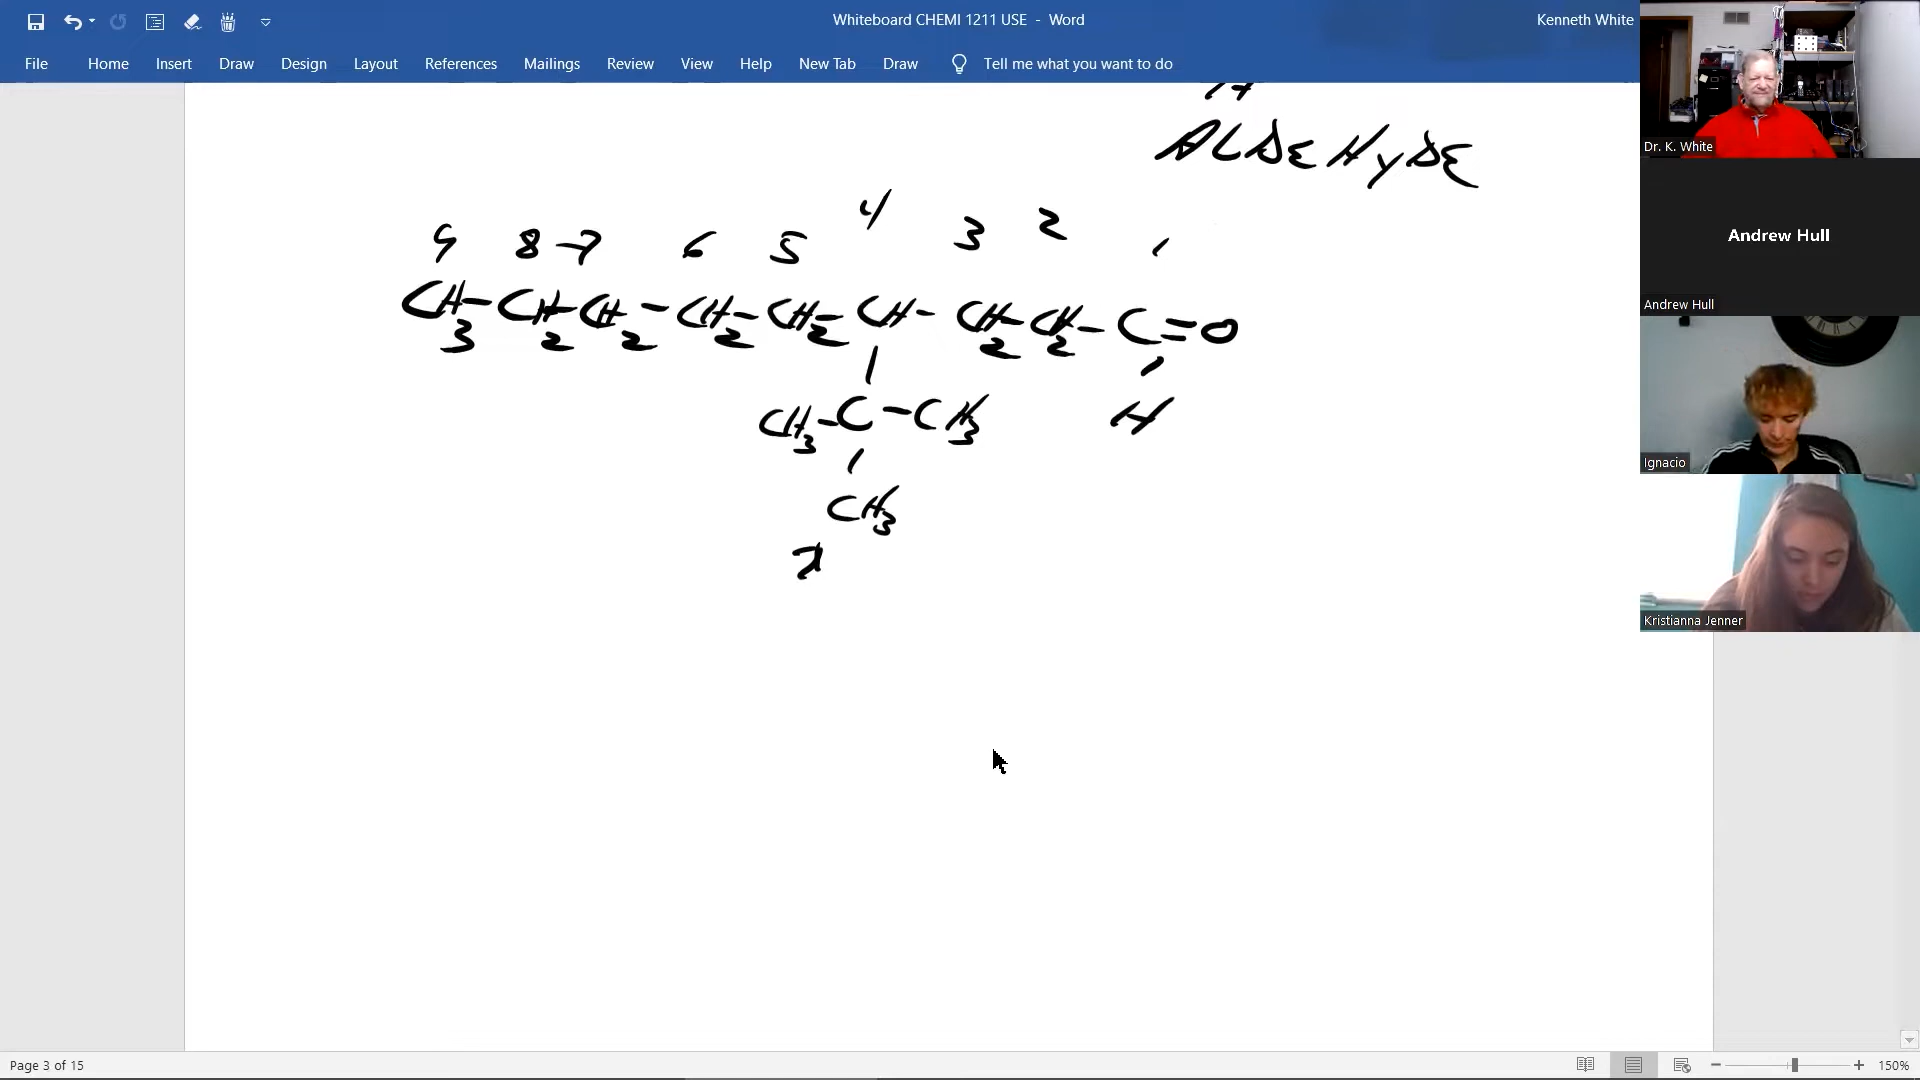 Whiteboard CHEMI 1211 USE - Word
Kenneth White
File Home Insert Draw Design Layout References Mailings Review View Help New Tab Draw Tell me what you want to do
ALDEHYDE
9 8 7 6 5 4 3 2 1
CH3-CH2-CH2-CH2-CH2-CH-CH2-CH2-C=O
CH3-C-CH3 H
CH3
Dr. K. White
Andrew Hull
Andrew Hull
Ignacio
Kristianna Jenner
Page 3 of 15
150%